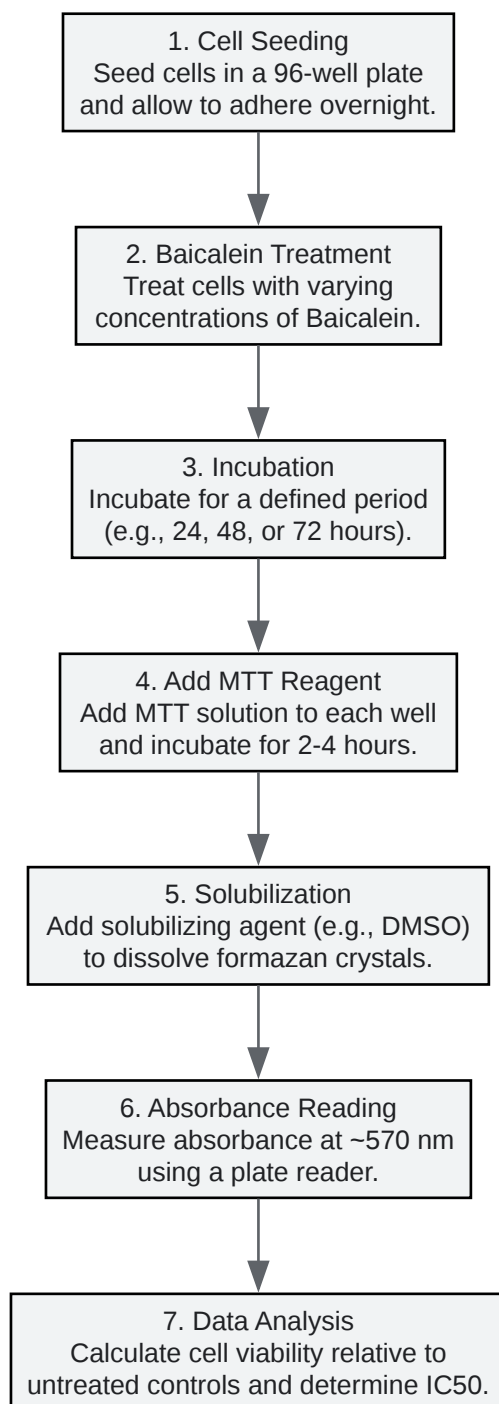 1. Cell Seeding
Seed cells in a 96-well plate
and allow to adhere overnight.
2. Baicalein Treatment
Treat cells with varying
concentrations of Baicalein.
3. Incubation
Incubate for a defined period
(e.g., 24, 48, or 72 hours).
4. Add MTT Reagent
Add MTT solution to each well
and incubate for 2-4 hours.
5. Solubilization
Add solubilizing agent (e.g., DMSO)
to dissolve formazan crystals.
6. Absorbance Reading
Measure absorbance at ~570 nm
using a plate reader.
7. Data Analysis
Calculate cell viability relative to
untreated controls and determine IC50.